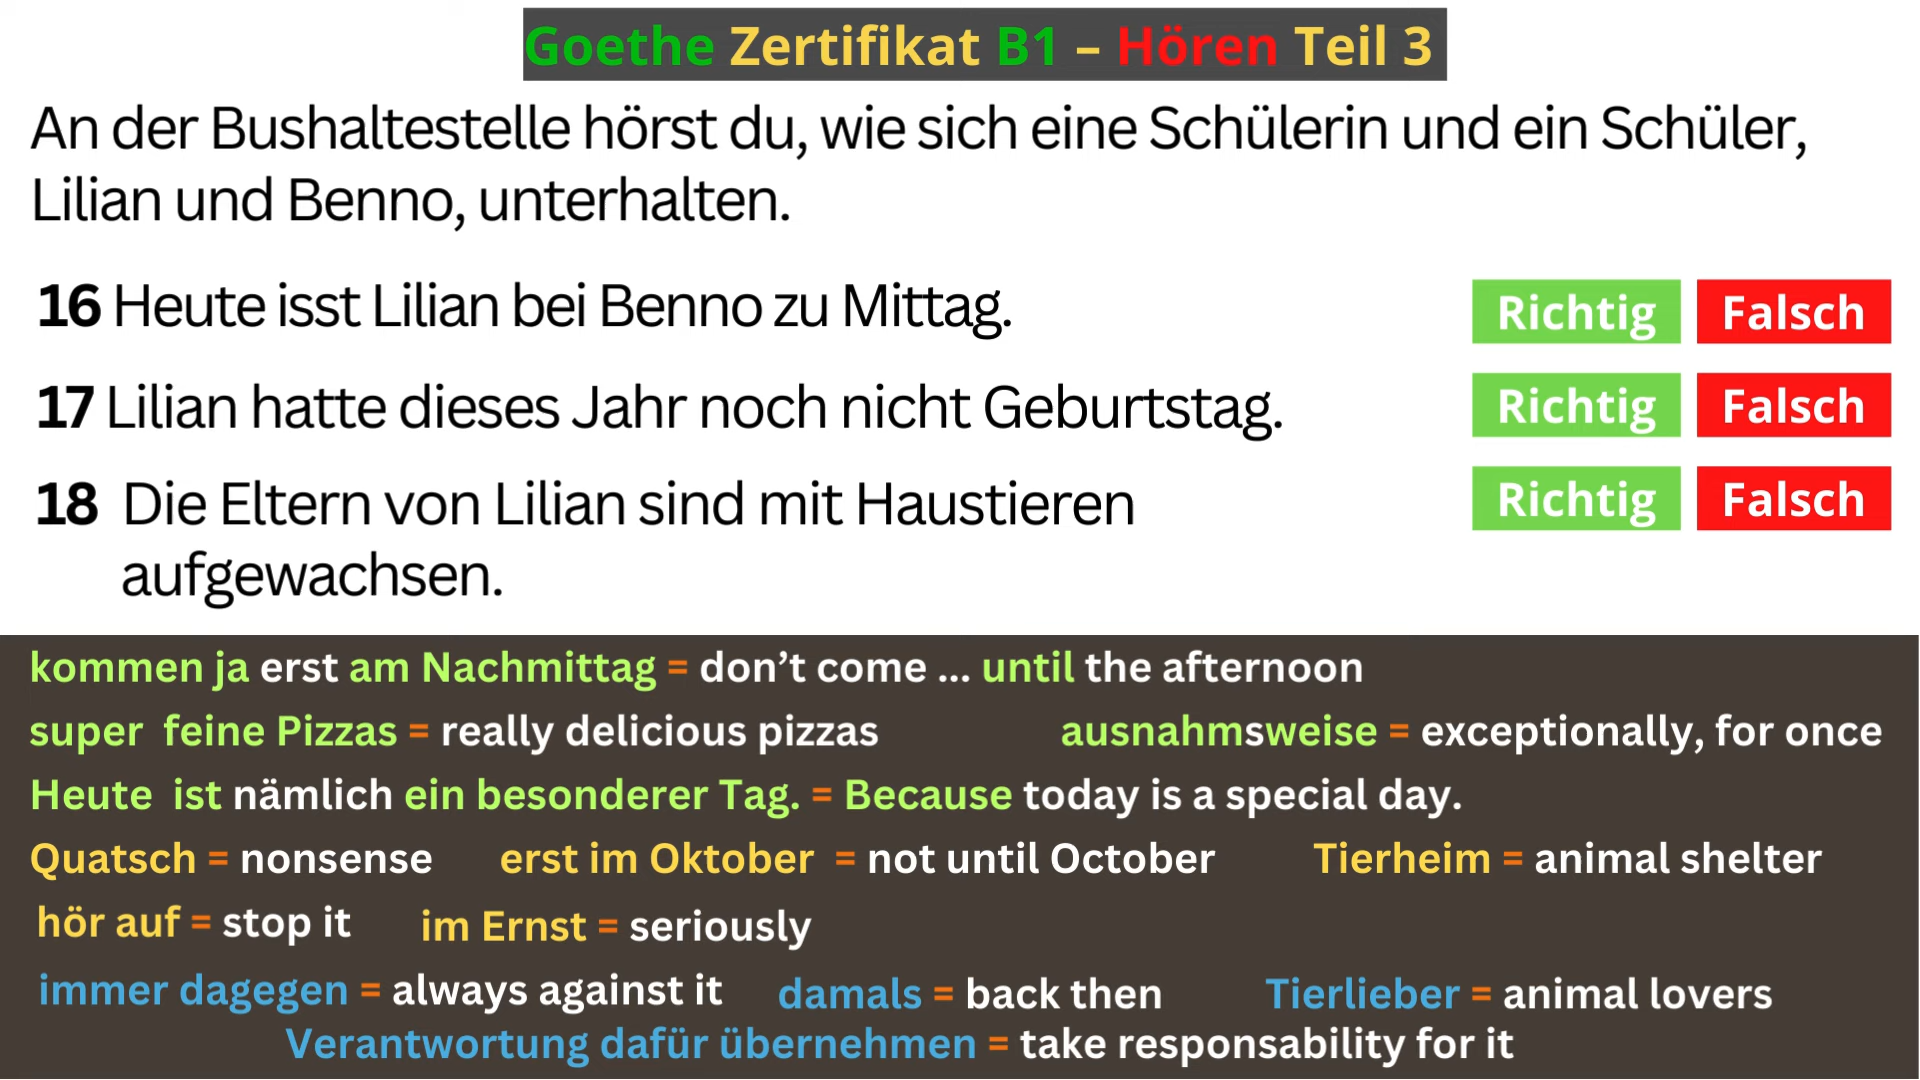 Goethe Zertifikat B1 – Hören Teil 3
An der Bushaltestelle hörst du, wie sich eine Schülerin und ein Schüler,
Lilian und Benno, unterhalten.
16 Heute isst Lilian bei Benno zu Mittag. Richtig Falsch
17 Lilian hatte dieses Jahr noch nicht Geburtstag. Richtig Falsch
18 Die Eltern von Lilian sind mit Haustieren Richtig Falsch
aufgewachsen.
kommen ja erst am Nachmittag = don’t come ... until the afternoon
super feine Pizzas = really delicious pizzas ausnahmsweise = exceptionally, for once
Heute ist nämlich ein besonderer Tag. = Because today is a special day.
Quatsch = nonsense erst im Oktober = not until October Tierheim = animal shelter
hör auf = stop it im Ernst = seriously
immer dagegen = always against it damals = back then Tierlieber = animal lovers
Verantwortung dafür übernehmen = take responsability for it